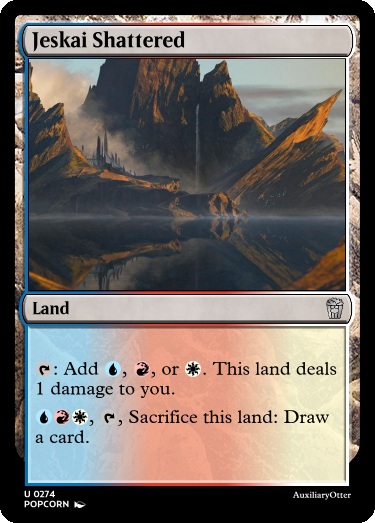 Jeskai Shattered
Land
: Add , , or . This land deals
1 damage to you.
, , Sacrifice this land: Draw
a card.
U 0274
POPCORN
AuxiliaryOtter